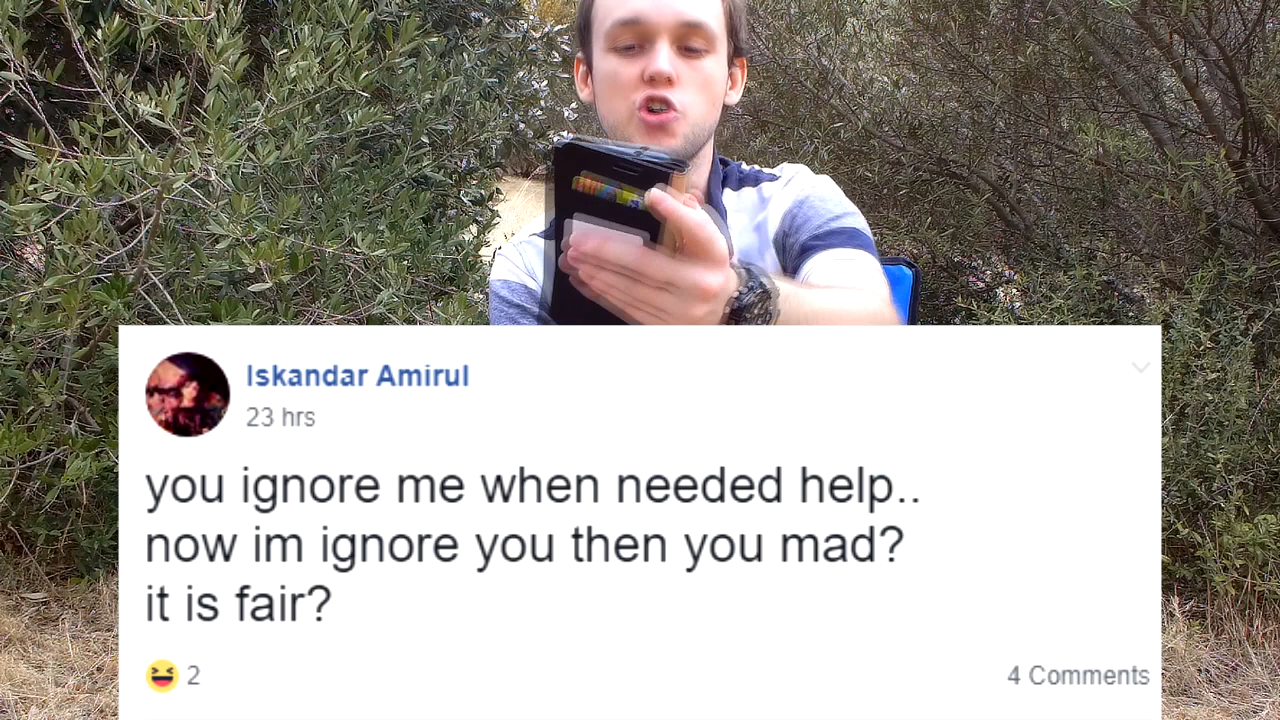 Iskandar Amirul
23 hrs
you ignore me when needed help..
now im ignore you then you mad?
it is fair?
2
4 Comments